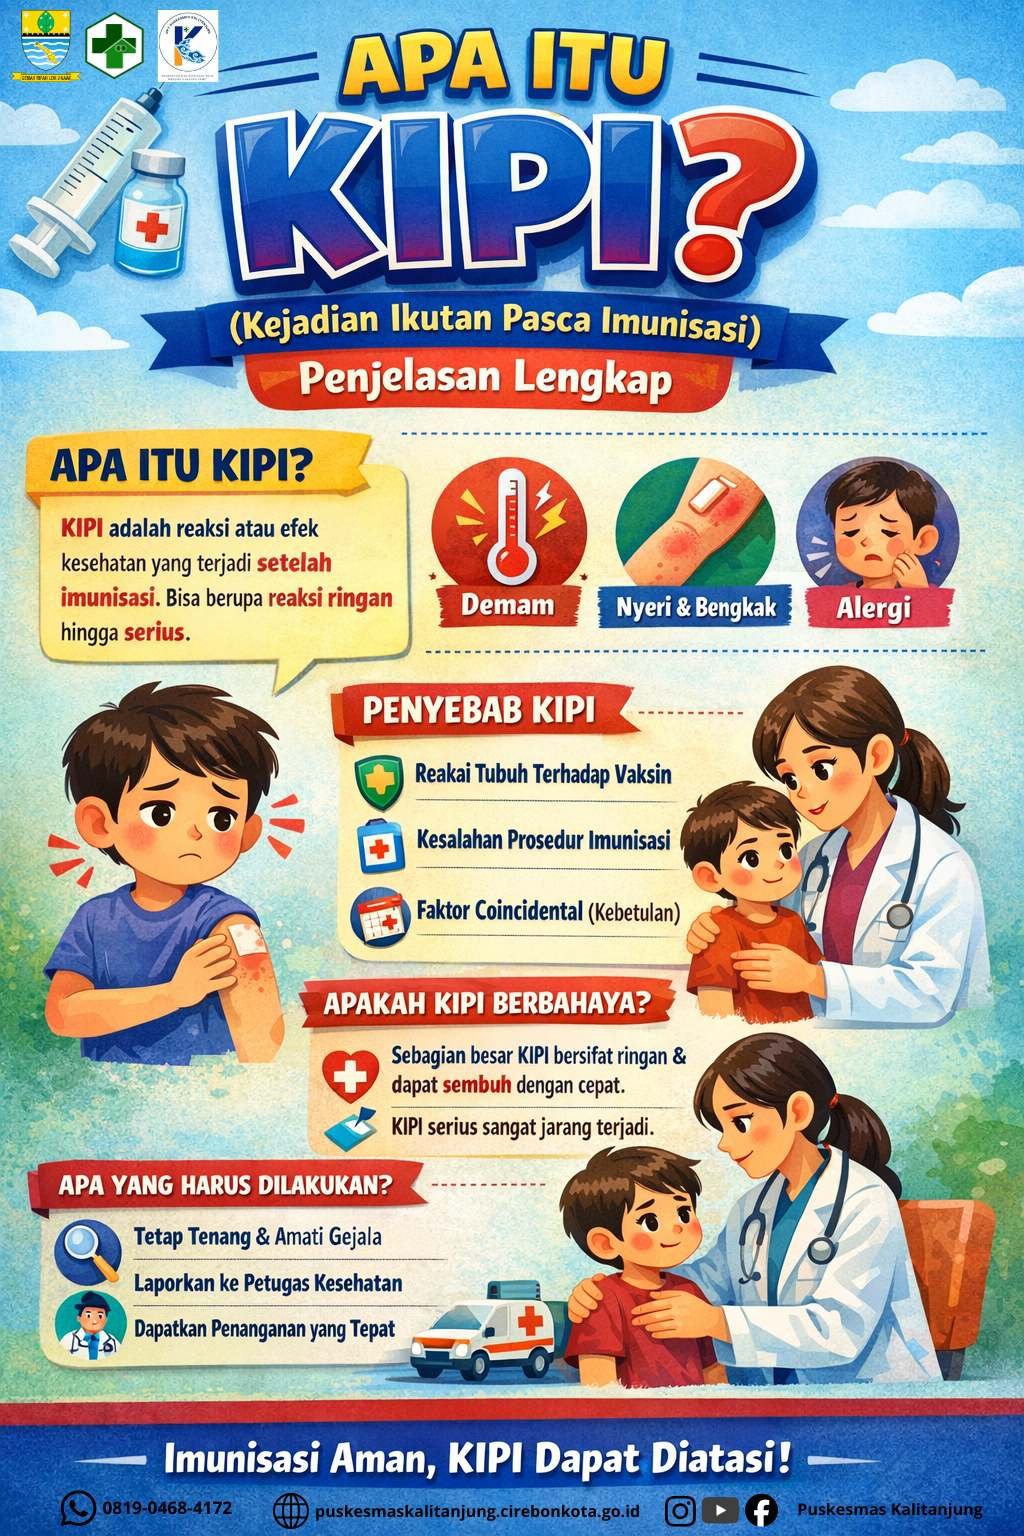 APA ITU
KIPI?
(Kejadian Ikutan Pasca Imunisasi)
Penjelasan Lengkap
APA ITU KIPI?
KIPI adalah reaksi atau efek
kesehatan yang terjadi setelah
imunisasi. Bisa berupa reaksi ringan
hingga serius.
Demam
Nyeri & Bengkak
Alergi
PENYEBAB KIPI
Reakai Tubuh Terhadap Vaksin
Kesalahan Prosedur Imunisasi
Faktor Coincidental (Kebetulan)
APAKAH KIPI BERBAHAYA?
Sebagian besar KIPI bersifat ringan &
dapat sembuh dengan cepat.
KIPI serius sangat jarang terjadi.
APA YANG HARUS DILAKUKAN?
Tetap Tenang & Amati Gejala
Laporkan ke Petugas Kesehatan
Dapatkan Penanganan yang Tepat
Imunisasi Aman, KIPI Dapat Diatasi!
0819-0468-4172
puskesmaskalitanjung.cirebonkota.go.id
Puskesmas Kalitanjung